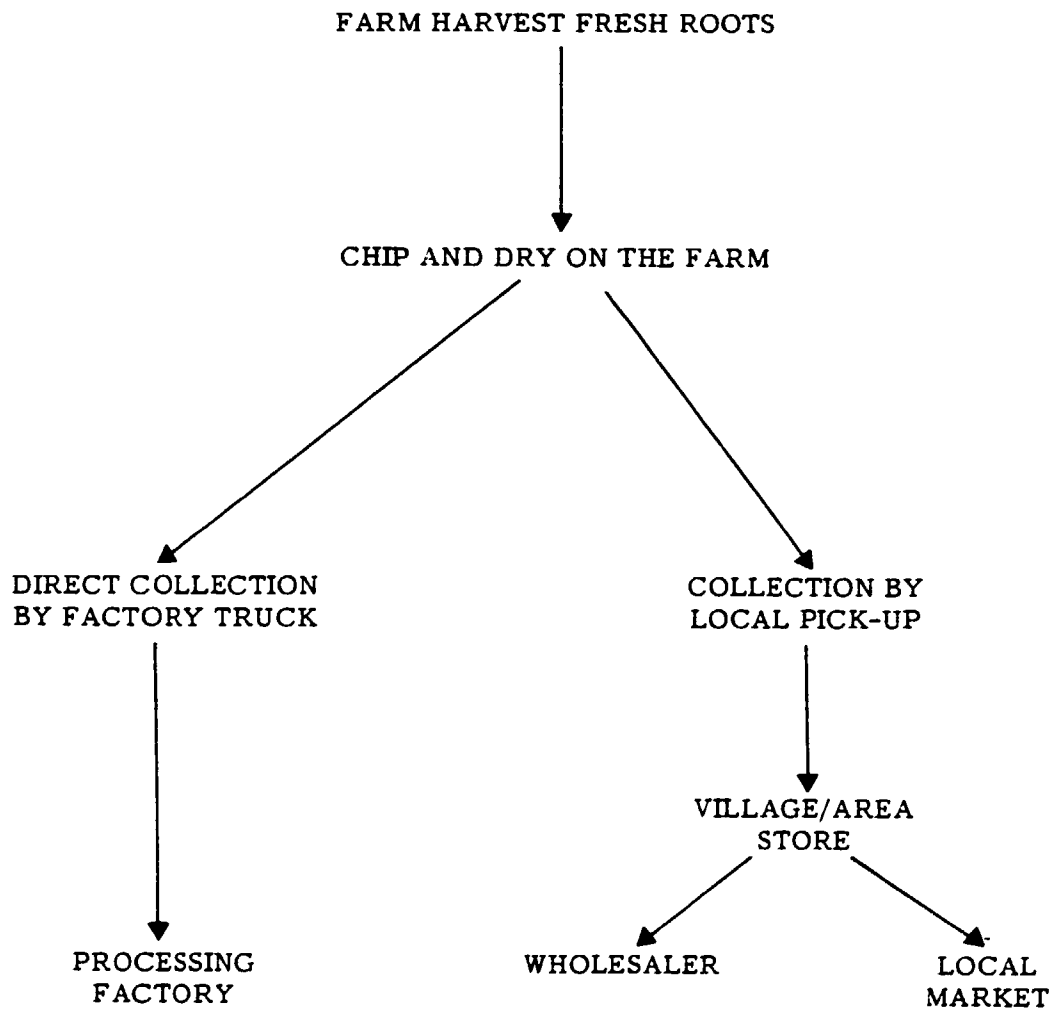 FARM HARVEST FRESH ROOTS
CHIP AND DRY ON THE FARM
DIRECT COLLECTION
BY FACTORY TRUCK
COLLECTION BY
LOCAL PICK-UP
VILLAGE/AREA
STORE
PROCESSING
FACTORY
WHOLESALER
LOCAL
MARKET